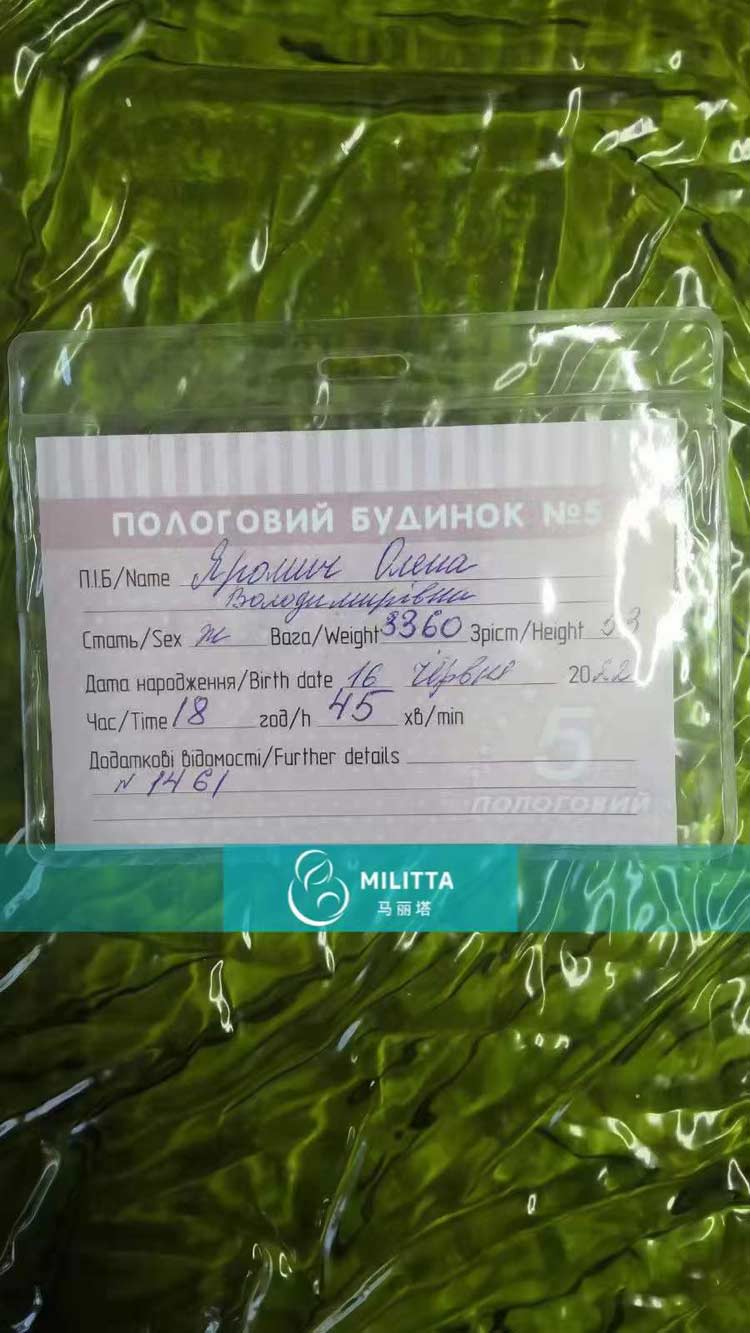 ПОЛОГОВИЙ БУДИНОК №5
П.І.Б/Name Яромич Олена
Володимирівна
Стать/Sex ж Вага/Weight 3360 Зріст/Height 53
Дата народження/Birth date 16 червня 2022
Час/Time 18 год/h 45 хв/min
Додаткові відомості/Further details
N 1461
5
ПОЛОГОВИЙ
MILITTA
马丽塔